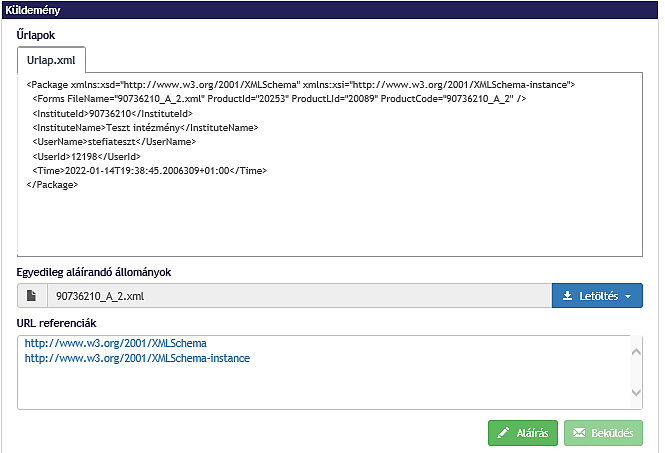 Küldemény
Űrlapok
Urlap.xml
<Package xmlns:xsd="http://www.w3.org/2001/XMLSchema" xmlns:xsi="http://www.w3.org/2001/XMLSchema-instance">
<Forms FileName="90736210_A_2.xml" ProductId="20253" ProductLId="20089" ProductCode="90736210_A_2" />
<InstituteId>90736210</InstituteId>
<InstituteName>Teszt intézmény</InstituteName>
<UserName>stefiateszt</UserName>
<UserId>12198</UserId>
<Time>2022-01-14T19:38:45.2006309+01:00</Time>
</Package>
Egyedileg aláírandó állományok
90736210_A_2.xml
Letöltés
URL referenciák
http://www.w3.org/2001/XMLSchema
http://www.w3.org/2001/XMLSchema-instance
Aláírás
Beküldés